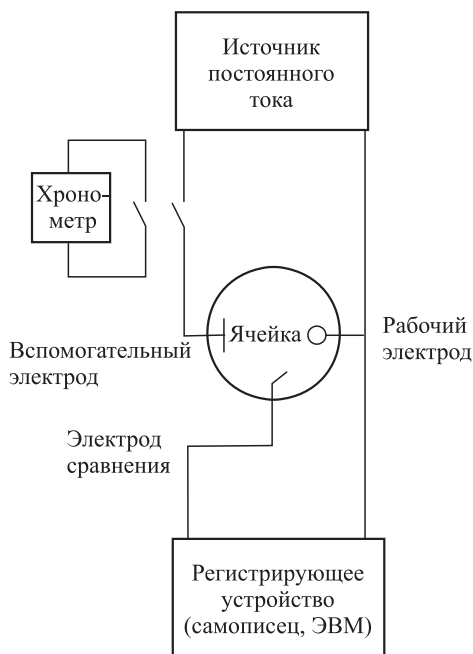 Источник
постоянного
тока
Хроно-
метр
Ячейка
Рабочий
электрод
Вспомогательный
электрод
Электрод
сравнения
Регистрирующее
устройство
(самописец, ЭВМ)